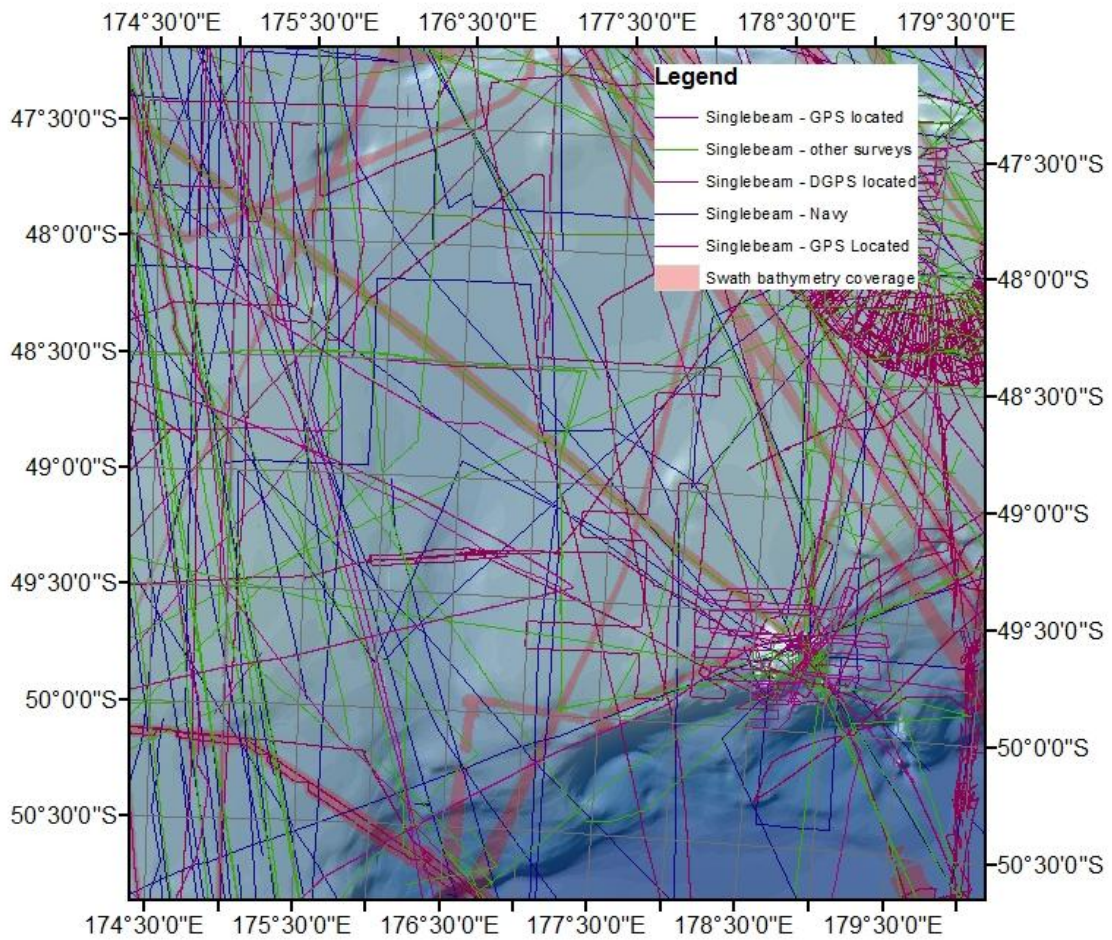 174°30'0"E 175°30'0"E 176°30'0"E 177°30'0"E 178°30'0"E 179°30'0"E
Legend
Singlebeam - GPS located
Singlebeam - other surveys
Singlebeam - DGPS located
Singlebeam - Navy
Singlebeam - GPS Located
Swath bathymetry coverage
47°30'0"S
48°0'0"S
48°30'0"S
49°0'0"S
49°30'0"S
50°0'0"S
50°30'0"S
47°30'0"S
48°0'0"S
48°30'0"S
49°0'0"S
49°30'0"S
50°0'0"S
50°30'0"S
174°30'0"E 175°30'0"E 176°30'0"E 177°30'0"E 178°30'0"E 179°30'0"E